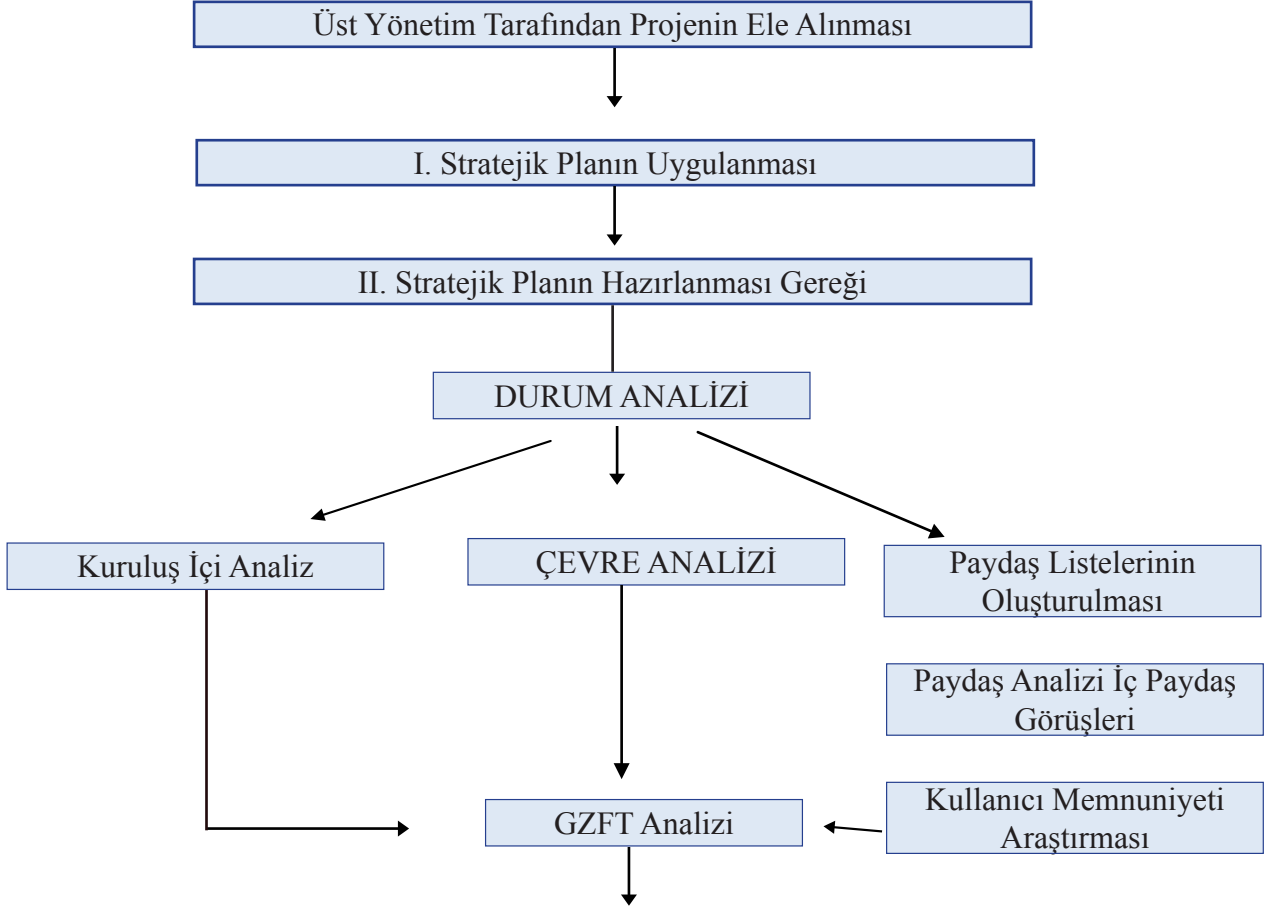 Üst Yönetim Tarafından Projenin Ele Alınması
I. Stratejik Planın Uygulanması
II. Stratejik Planın Hazırlanması Gereği
DURUM ANALİZİ
Kuruluş İçi Analiz
ÇEVRE ANALİZİ
Paydaş Listelerinin
Oluşturulması
Paydaş Analizi İç Paydaş
Görüşleri
GZFT Analizi
Kullanıcı Memnuniyeti
Araştırması